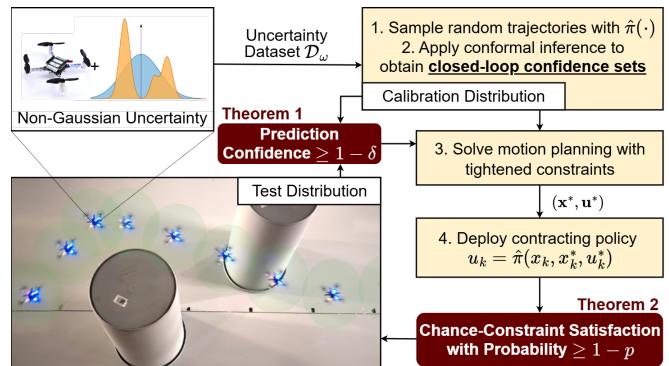 +
Non-Gaussian Uncertainty
Uncertainty
Dataset 𝒟_ω
1. Sample random trajectories with π̂(·)
2. Apply conformal inference to
obtain closed-loop confidence sets
Calibration Distribution
Theorem 1
Prediction
Confidence ≥ 1 − δ
3. Solve motion planning with
tightened constraints
(x*, u*)
Test Distribution
4. Deploy contracting policy
u_k = π̂(x_k, x*_k, u*_k)
Theorem 2
Chance-Constraint Satisfaction
with Probability ≥ 1 − p